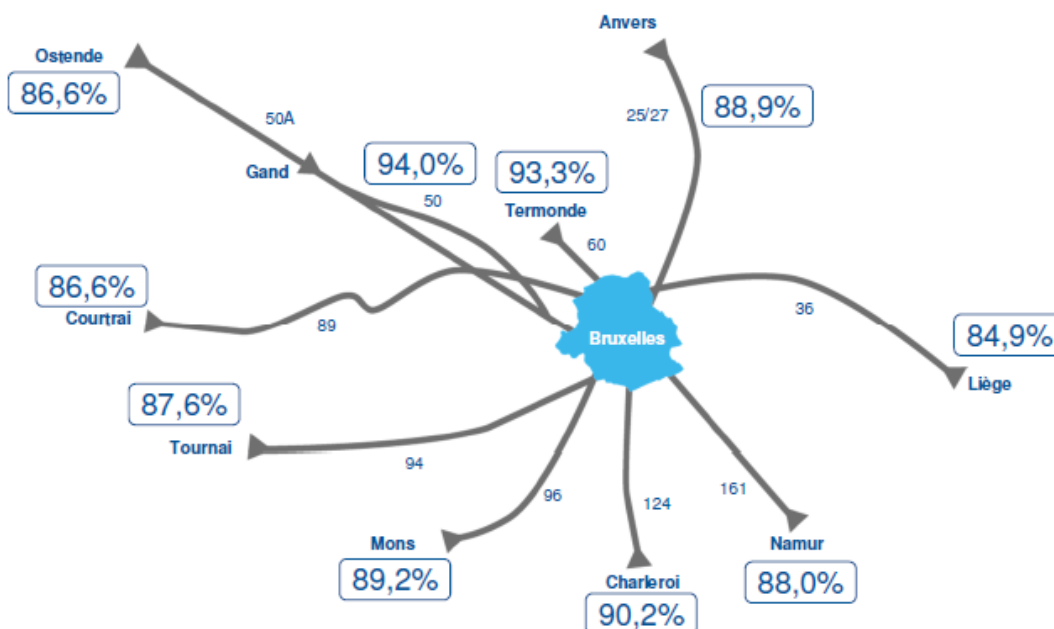 Anvers
Ostende
86,6%
88,9%
25/27
50A
Gand
94,0%
50
93,3%
Termonde
60
86,6%
Courtrai
89
36
Bruxelles
84,9%
Liège
87,6%
Tournai
94
96
124
161
Mons
89,2%
Charleroi
90,2%
Namur
88,0%